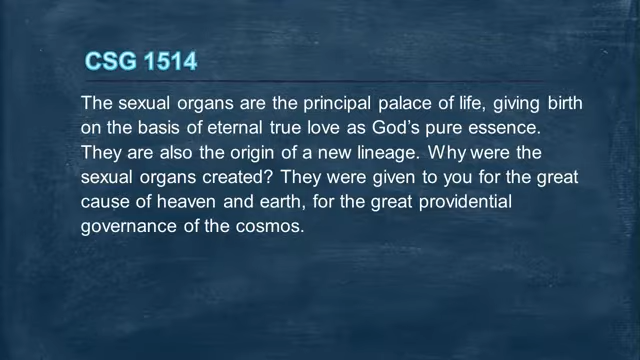 CSG 1514
The sexual organs are the principal palace of life, giving birth
on the basis of eternal true love as God’s pure essence.
They are also the origin of a new lineage. Why were the
sexual organs created? They were given to you for the great
cause of heaven and earth, for the great providential
governance of the cosmos.